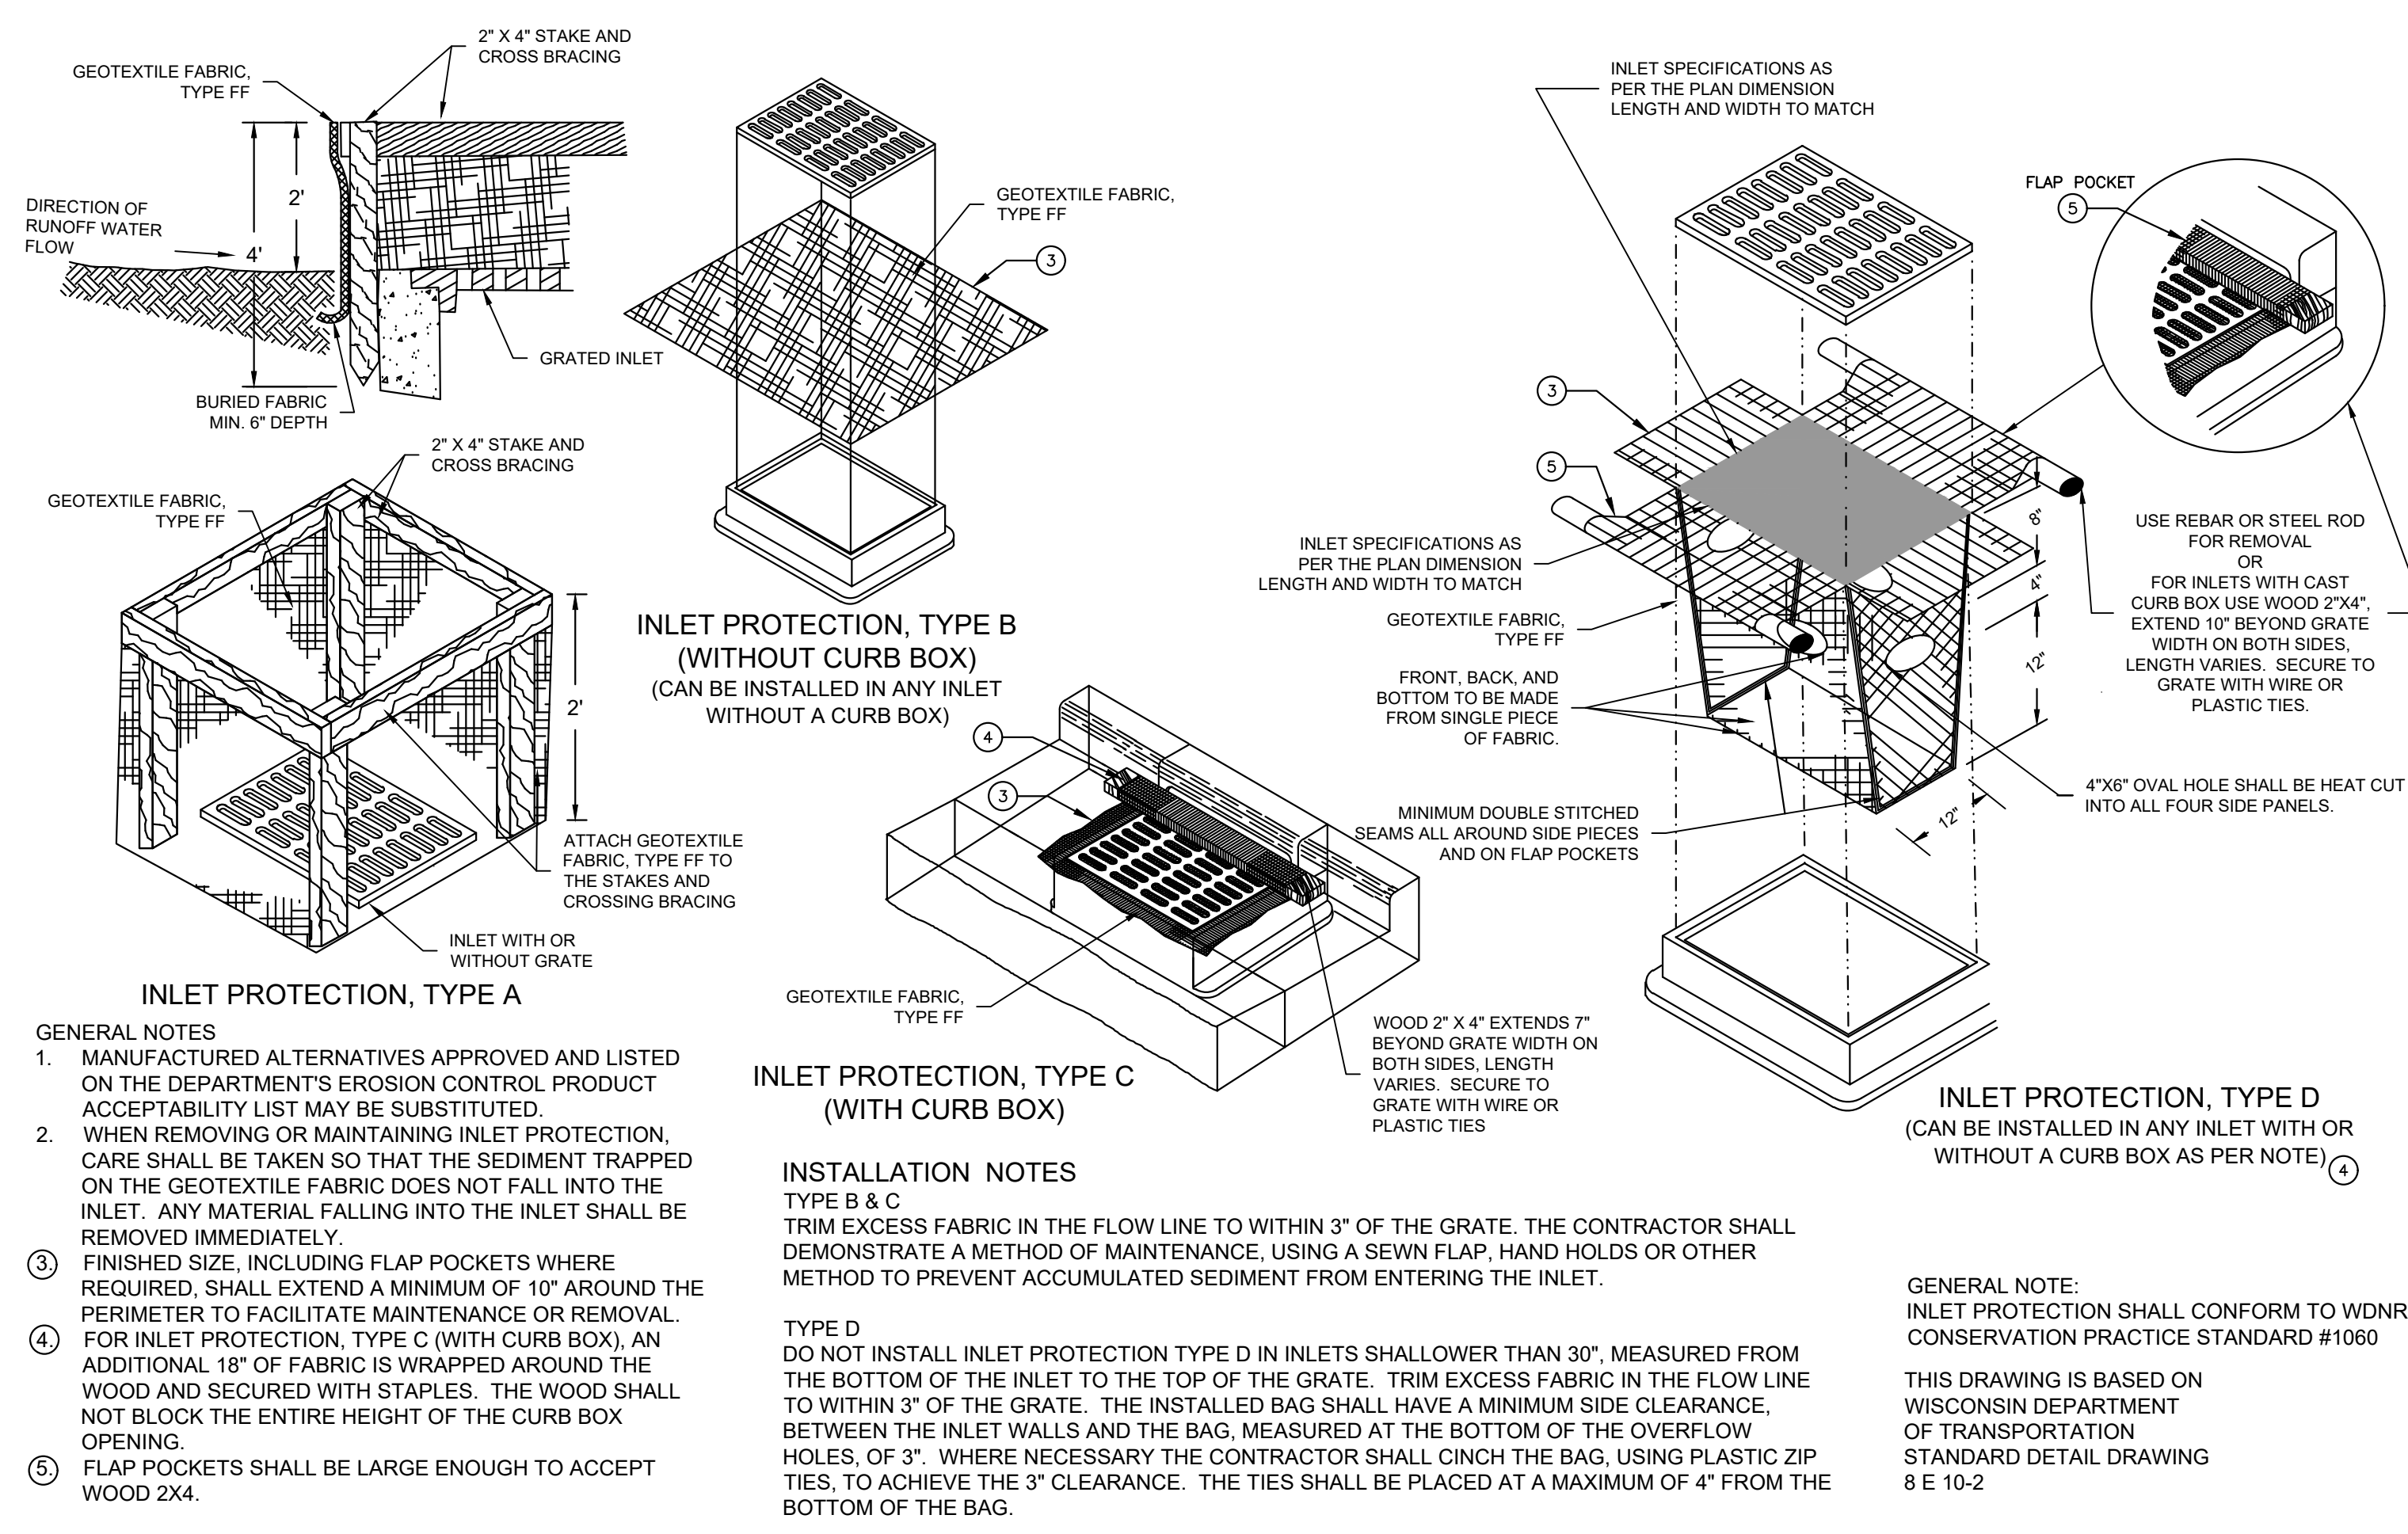 2" X 4" STAKE AND
CROSS BRACING
GEOTEXTILE FABRIC,
TYPE FF
2'
DIRECTION OF
RUNOFF WATER
FLOW
4'
GRATED INLET
BURIED FABRIC
MIN. 6" DEPTH
2" X 4" STAKE AND
CROSS BRACING
GEOTEXTILE FABRIC,
TYPE FF
2'
ATTACH GEOTEXTILE
FABRIC, TYPE FF TO
THE STAKES AND
CROSSING BRACING
INLET WITH OR
WITHOUT GRATE
INLET PROTECTION, TYPE A
GEOTEXTILE FABRIC,
TYPE FF
3
INLET PROTECTION, TYPE B
(WITHOUT CURB BOX)
(CAN BE INSTALLED IN ANY INLET
WITHOUT A CURB BOX)
4
3
GEOTEXTILE FABRIC,
TYPE FF
WOOD 2" X 4" EXTENDS 7"
BEYOND GRATE WIDTH ON
BOTH SIDES, LENGTH
VARIES. SECURE TO
GRATE WITH WIRE OR
PLASTIC TIES
INLET PROTECTION, TYPE C
(WITH CURB BOX)
INLET SPECIFICATIONS AS
PER THE PLAN DIMENSION
LENGTH AND WIDTH TO MATCH
FLAP POCKET
5
3
5
INLET SPECIFICATIONS AS
PER THE PLAN DIMENSION
LENGTH AND WIDTH TO MATCH
GEOTEXTILE FABRIC,
TYPE FF
FRONT, BACK, AND
BOTTOM TO BE MADE
FROM SINGLE PIECE
OF FABRIC.
MINIMUM DOUBLE STITCHED
SEAMS ALL AROUND SIDE PIECES
AND ON FLAP POCKETS
8"
4"
12"
12"
USE REBAR OR STEEL ROD
FOR REMOVAL
OR
FOR INLETS WITH CAST
CURB BOX USE WOOD 2"X4",
EXTEND 10" BEYOND GRATE
WIDTH ON BOTH SIDES,
LENGTH VARIES. SECURE TO
GRATE WITH WIRE OR
PLASTIC TIES.
4"X6" OVAL HOLE SHALL BE HEAT CUT
INTO ALL FOUR SIDE PANELS.
INLET PROTECTION, TYPE D
(CAN BE INSTALLED IN ANY INLET WITH OR
WITHOUT A CURB BOX AS PER NOTE) 4
GENERAL NOTES
1. MANUFACTURED ALTERNATIVES APPROVED AND LISTED
ON THE DEPARTMENT'S EROSION CONTROL PRODUCT
ACCEPTABILITY LIST MAY BE SUBSTITUTED.
2. WHEN REMOVING OR MAINTAINING INLET PROTECTION,
CARE SHALL BE TAKEN SO THAT THE SEDIMENT TRAPPED
ON THE GEOTEXTILE FABRIC DOES NOT FALL INTO THE
INLET. ANY MATERIAL FALLING INTO THE INLET SHALL BE
REMOVED IMMEDIATELY.
3. FINISHED SIZE, INCLUDING FLAP POCKETS WHERE
REQUIRED, SHALL EXTEND A MINIMUM OF 10" AROUND THE
PERIMETER TO FACILITATE MAINTENANCE OR REMOVAL.
4. FOR INLET PROTECTION, TYPE C (WITH CURB BOX), AN
ADDITIONAL 18" OF FABRIC IS WRAPPED AROUND THE
WOOD AND SECURED WITH STAPLES. THE WOOD SHALL
NOT BLOCK THE ENTIRE HEIGHT OF THE CURB BOX
OPENING.
5. FLAP POCKETS SHALL BE LARGE ENOUGH TO ACCEPT
WOOD 2X4.
INSTALLATION NOTES
TYPE B & C
TRIM EXCESS FABRIC IN THE FLOW LINE TO WITHIN 3" OF THE GRATE. THE CONTRACTOR SHALL
DEMONSTRATE A METHOD OF MAINTENANCE, USING A SEWN FLAP, HAND HOLDS OR OTHER
METHOD TO PREVENT ACCUMULATED SEDIMENT FROM ENTERING THE INLET.
TYPE D
DO NOT INSTALL INLET PROTECTION TYPE D IN INLETS SHALLOWER THAN 30", MEASURED FROM
THE BOTTOM OF THE INLET TO THE TOP OF THE GRATE. TRIM EXCESS FABRIC IN THE FLOW LINE
TO WITHIN 3" OF THE GRATE. THE INSTALLED BAG SHALL HAVE A MINIMUM SIDE CLEARANCE,
BETWEEN THE INLET WALLS AND THE BAG, MEASURED AT THE BOTTOM OF THE OVERFLOW
HOLES, OF 3". WHERE NECESSARY THE CONTRACTOR SHALL CINCH THE BAG, USING PLASTIC ZIP
TIES, TO ACHIEVE THE 3" CLEARANCE. THE TIES SHALL BE PLACED AT A MAXIMUM OF 4" FROM THE
BOTTOM OF THE BAG.
GENERAL NOTE:
INLET PROTECTION SHALL CONFORM TO WDNR
CONSERVATION PRACTICE STANDARD #1060
THIS DRAWING IS BASED ON
WISCONSIN DEPARTMENT
OF TRANSPORTATION
STANDARD DETAIL DRAWING
8 E 10-2